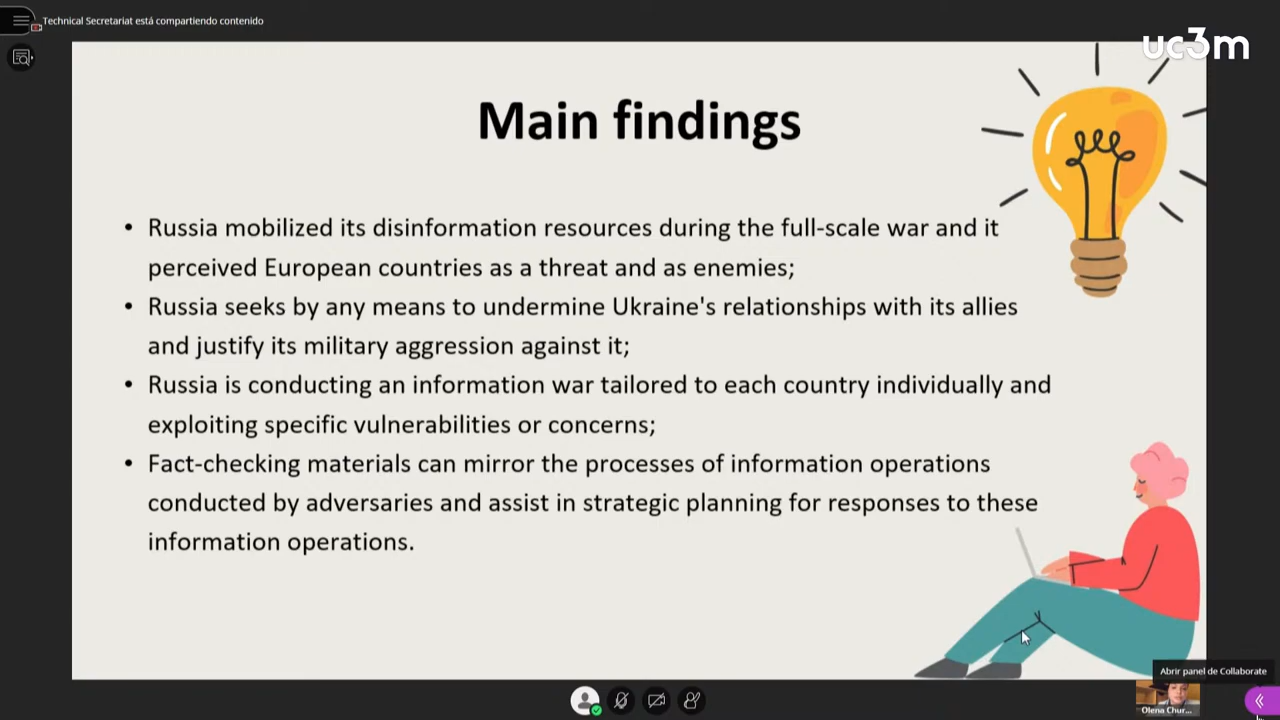 Technical Secretariat está compartiendo contenido
uc3m
Main findings
• Russia mobilized its disinformation resources during the full-scale war and it
perceived European countries as a threat and as enemies;
• Russia seeks by any means to undermine Ukraine's relationships with its allies
and justify its military aggression against it;
• Russia is conducting an information war tailored to each country individually and
exploiting specific vulnerabilities or concerns;
• Fact-checking materials can mirror the processes of information operations
conducted by adversaries and assist in strategic planning for responses to these
information operations.
Abrir panel de Collaborate
Olena Chur...